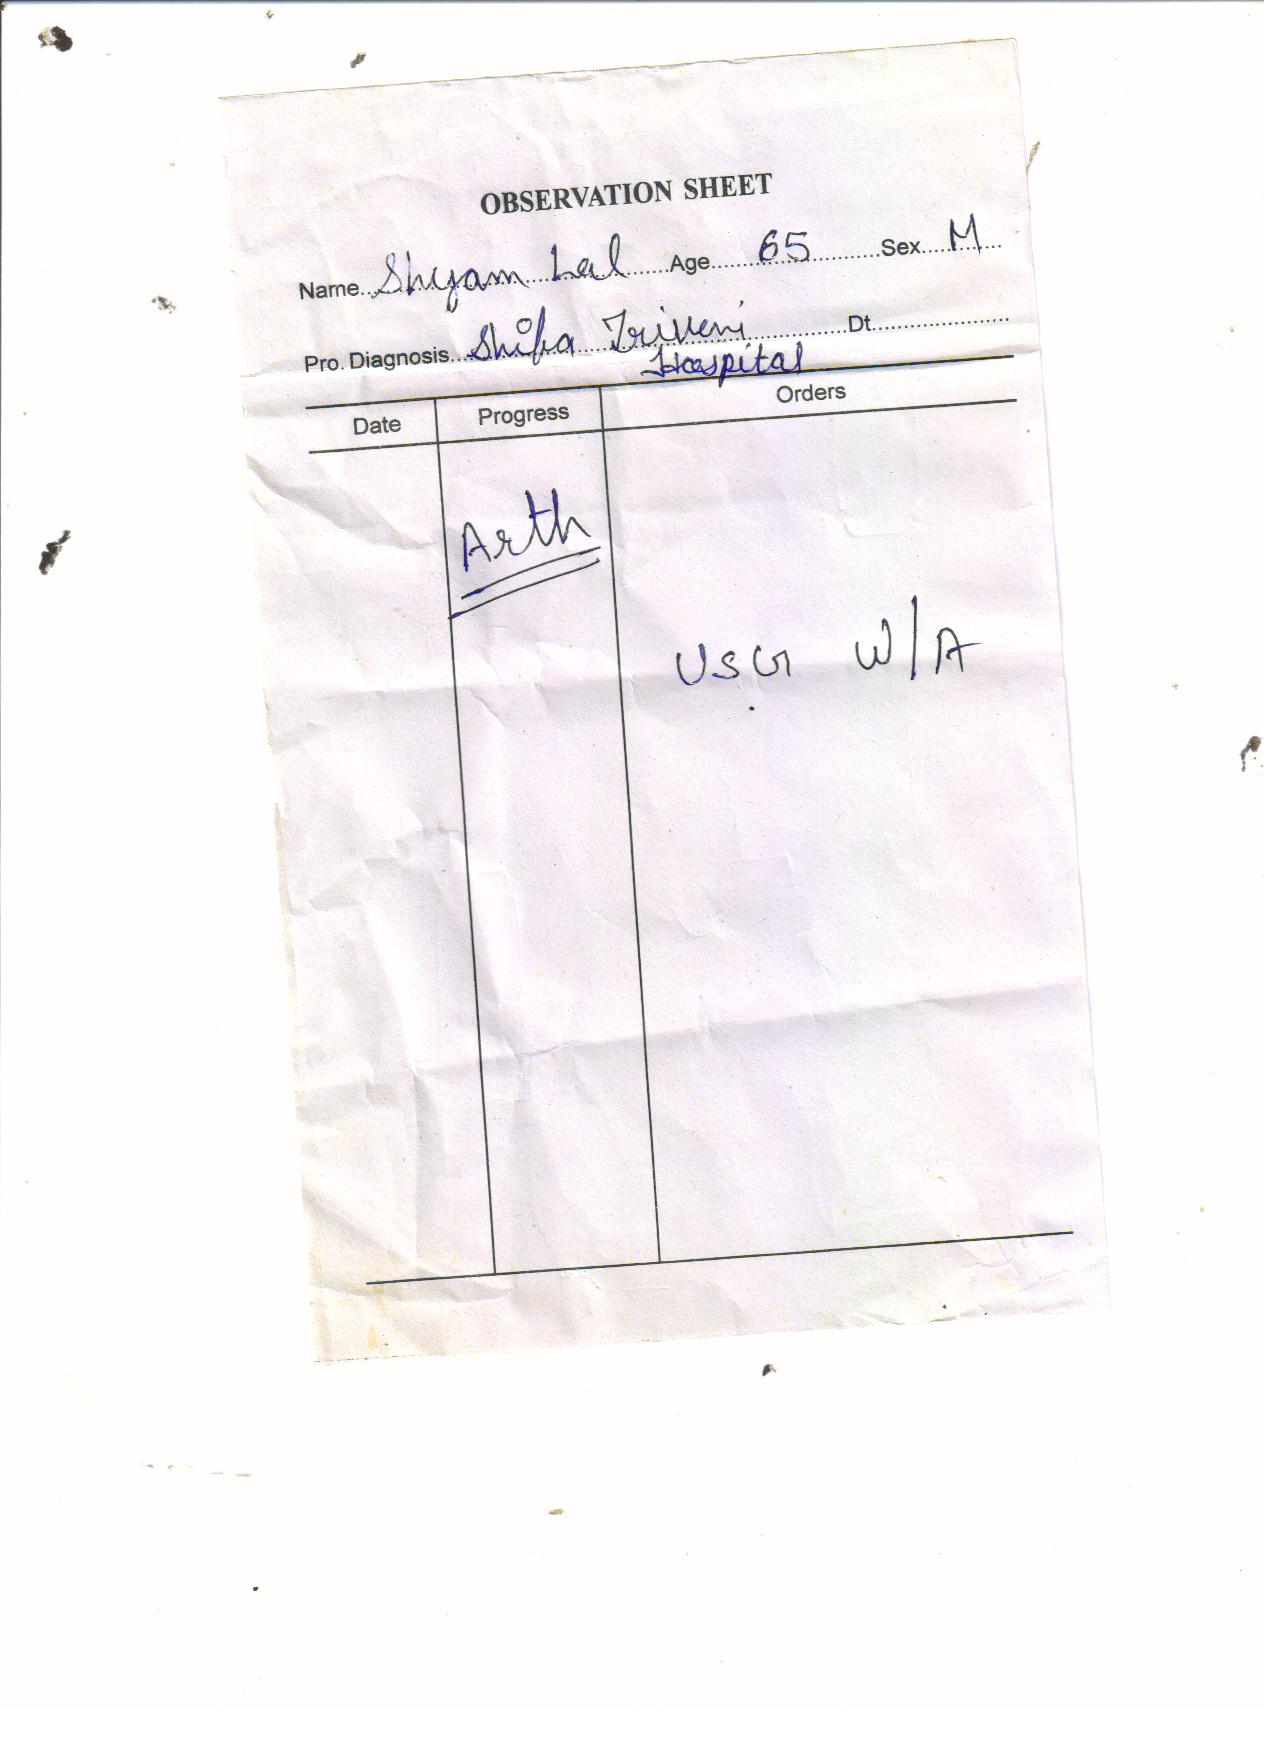 OBSERVATION SHEET
Name...Shyam Lal.......Age......65..........Sex....M...
Pro. Diagnosis...Shifa Triveni...............Dt.....................
Hospital
Date Progress Orders
Arth
USG W/A